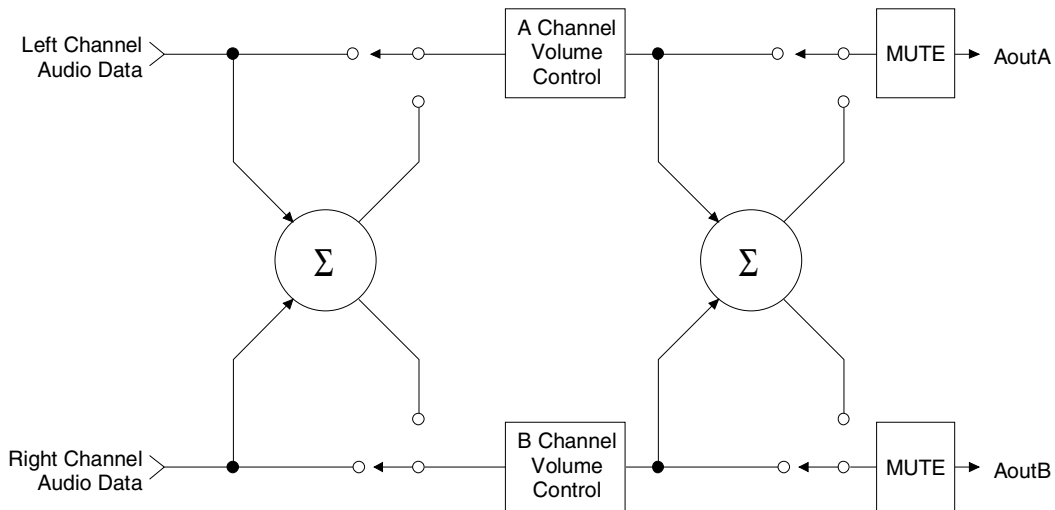 Left Channel
Audio Data
A Channel
Volume
Control
MUTE
AoutA
Σ
Σ
Right Channel
Audio Data
B Channel
Volume
Control
MUTE
AoutB